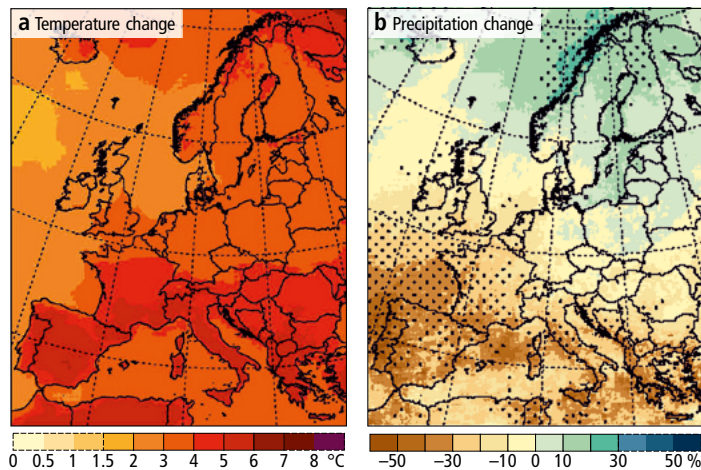 a Temperature change
b Precipitation change
0 0.5 1 1.5 2 3 4 5 6 7 8 °C
−50 −30 −10 0 10 30 50 %